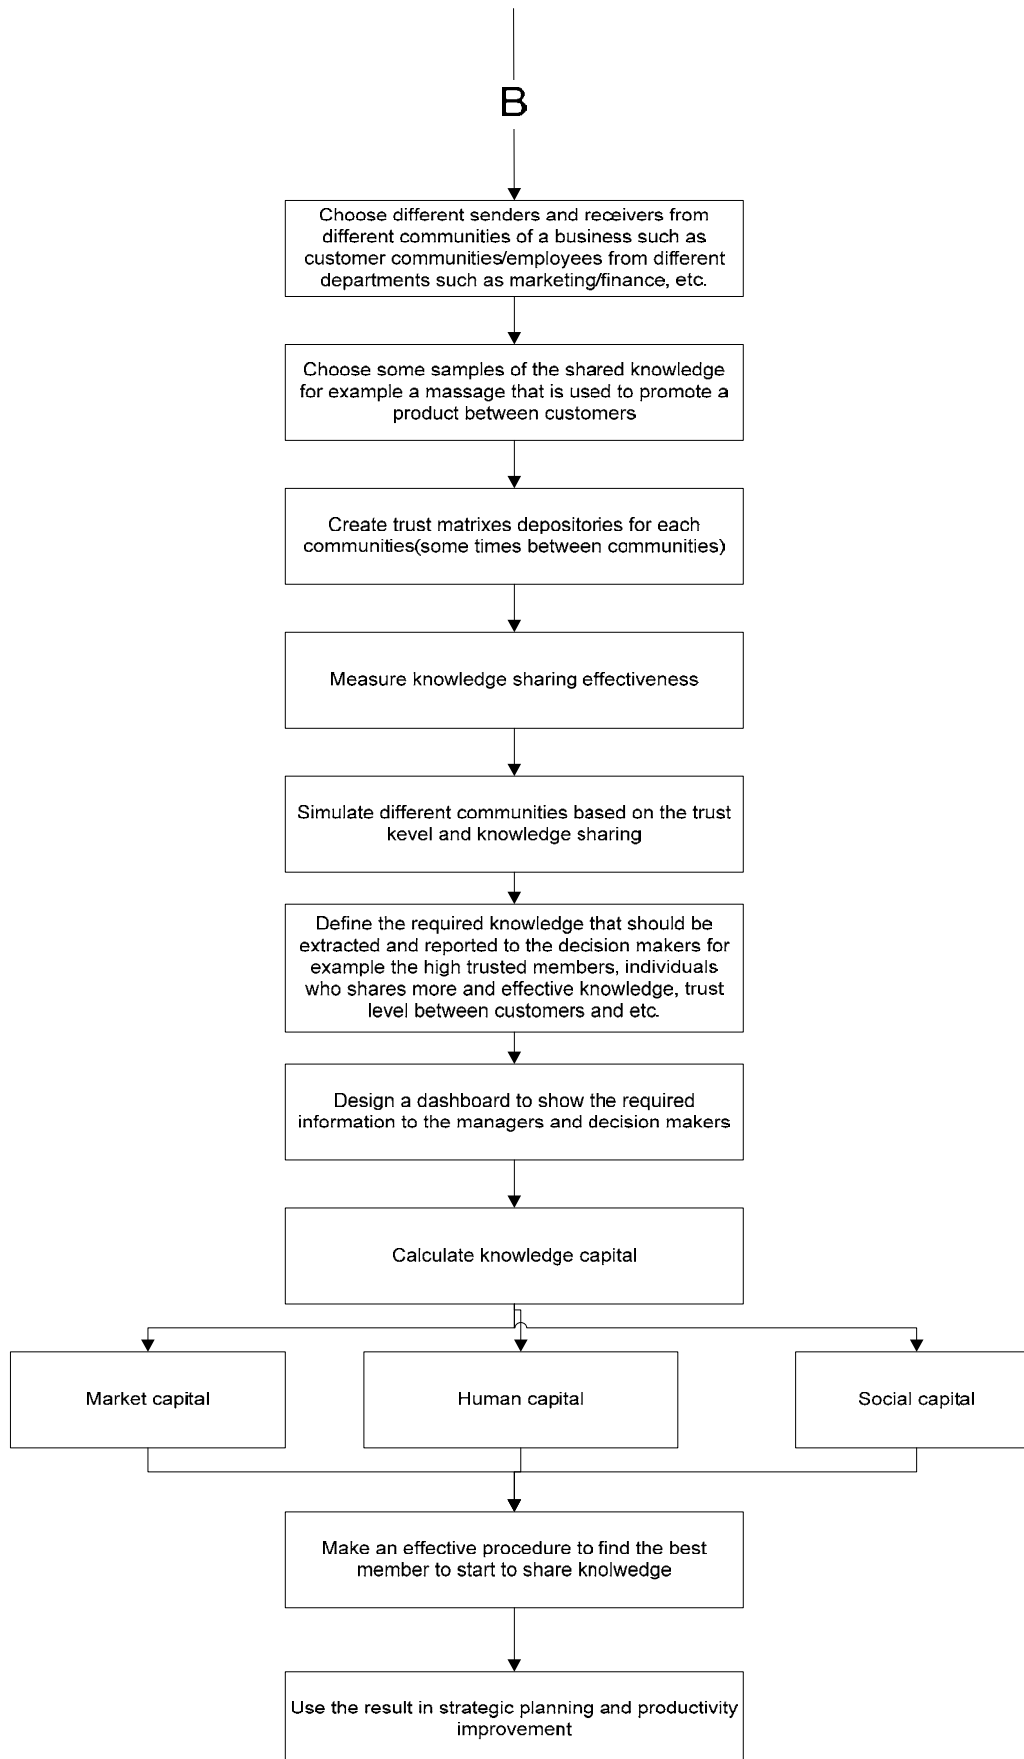 B
Choose different senders and receivers from
different communities of a business such as
customer communities/employees from different
departments such as marketing/finance, etc.
Choose some samples of the shared knowledge
for example a massage that is used to promote a
product between customers
Create trust matrixes depositories for each
communities(some times between communities)
Measure knowledge sharing effectiveness
Simulate different communities based on the trust
kevel and knowledge sharing
Define the required knowledge that should be
extracted and reported to the decision makers for
example the high trusted members, individuals
who shares more and effective knowledge, trust
level between customers and etc.
Design a dashboard to show the required
information to the managers and decision makers
Calculate knowledge capital
Market capital
Human capital
Social capital
Make an effective procedure to find the best
member to start to share knolwedge
Use the result in strategic planning and productivity
improvement